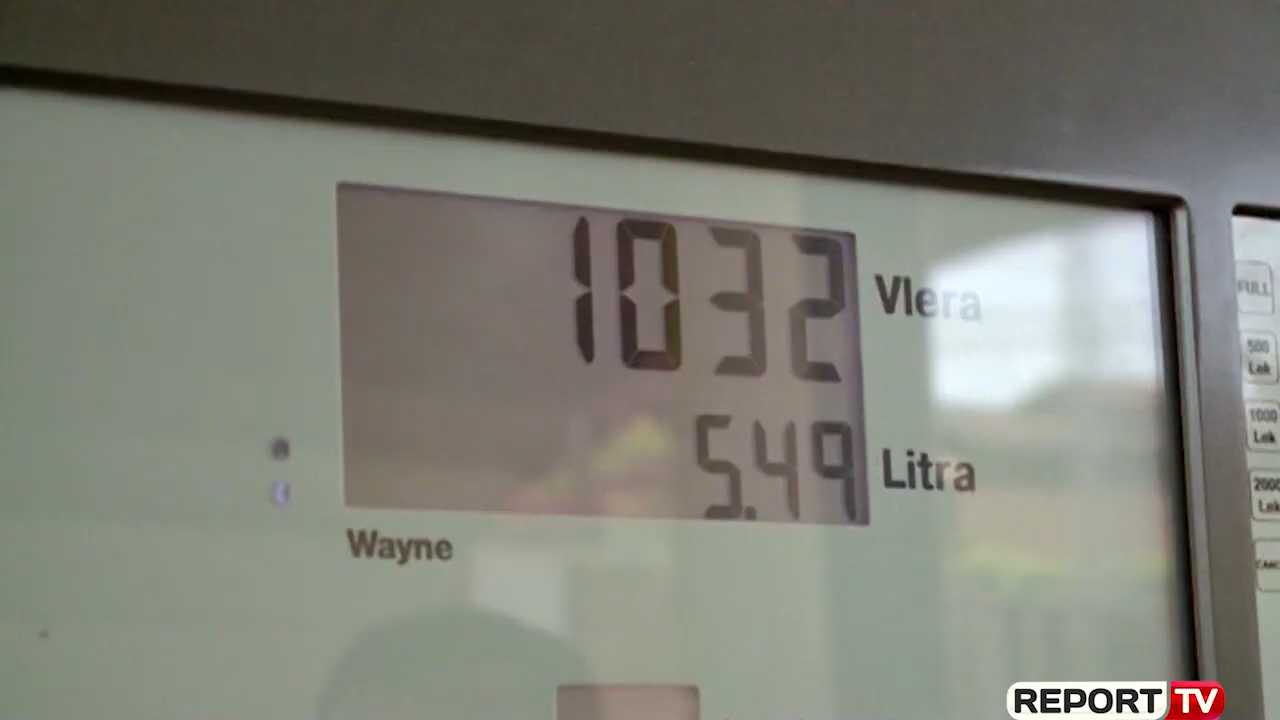 1032 Vlera
5.49 Litra
Wayne
FULL
500
Lek
1000
Lek
2000
Lek
REPORT TV